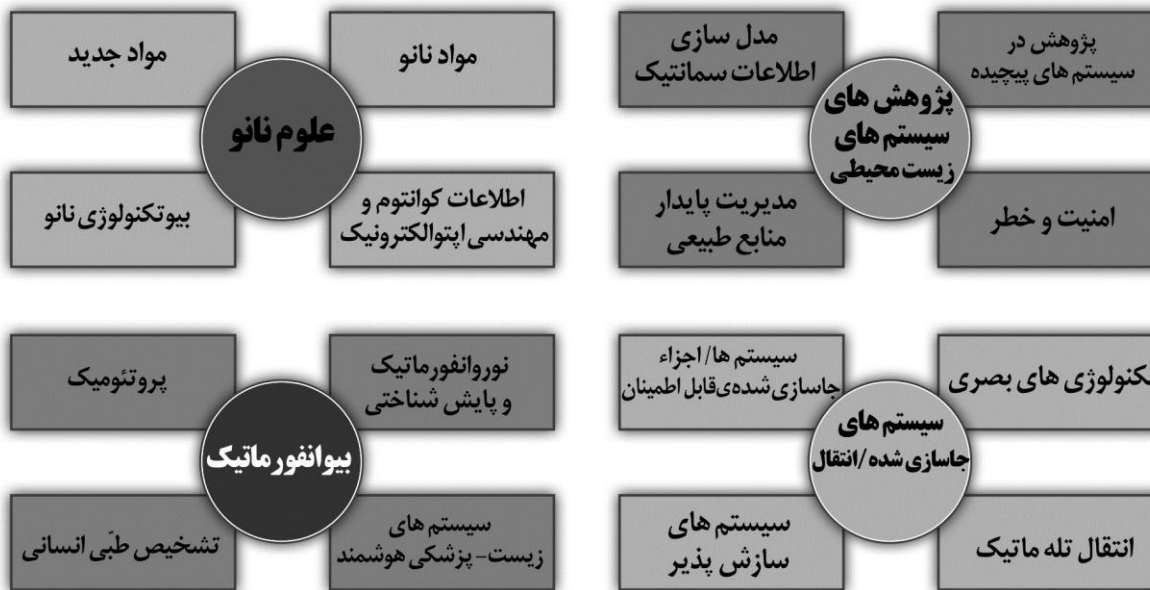 پژوهش در
سیستم های پیچیده
مدل سازی
اطلاعات سمانتیک
پژوهش های
سیستم های
زیست محیطی
امنیت و خطر
مدیریت پایدار
منابع طبیعی
مواد نانو
مواد جدید
علوم نانو
اطلاعات کوانتوم و
مهندسی اپتوالکترونیک
بیوتکنولوژی نانو
کنولوژی های بصری
سیستم ها/اجزاء
جاسازی شده‌ی قابل اطمینان
سیستم های
جاسازی شده/انتقال
انتقال تله ماتیک
سیستم های
سازش پذیر
نوروانفورماتیک
و پایش شناختی
پروتئومیک
بیوانفورماتیک
سیستم های
زیست-پزشکی هوشمند
تشخیص طبّی انسانی